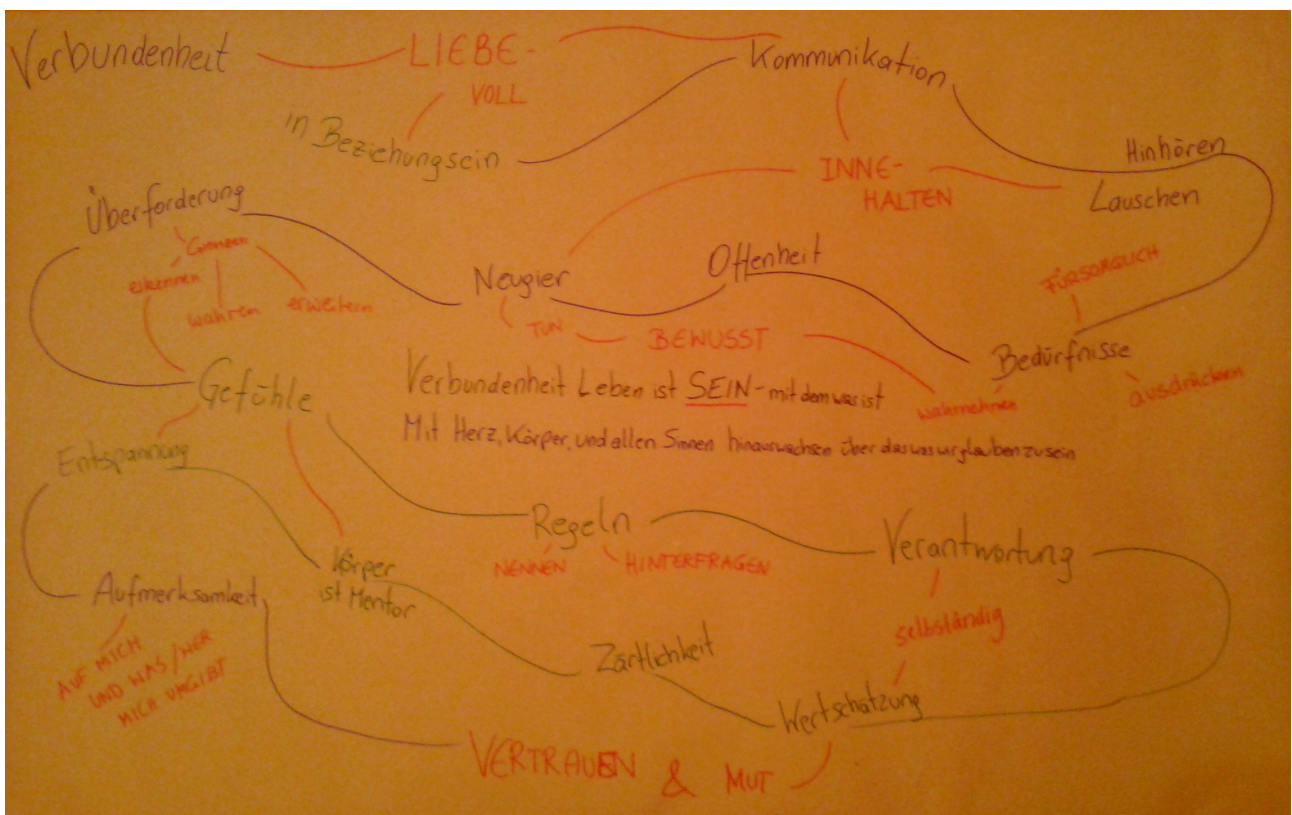 Verbundenheit
LIEBE-
VOLL
Kommunikation
in Beziehungsein
INNE-
HALTEN
Hinhören
Lauschen
Überforderung
Grenzen
erkennen
wahren
erweitern
Neugier
TUN
BEWUSST
Offenheit
FÜRSORGLICH
Bedürfnisse
wahrnehmen
ausdrücken
Gefühle
Verbundenheit Leben ist SEIN - mit dem was ist
Mit Herz, Körper, und allen Sinnen hinauswachsen über das was wir glauben zu sein
Entspannung
Regeln
NENNEN
HINTERFRAGEN
Verantwortung
selbständig
Körper
ist Mentor
Aufmerksamkeit
AUF MICH
UND WAS/WER
MICH UMGIBT
Zärtlichkeit
Wertschätzung
VERTRAUEN & MUT